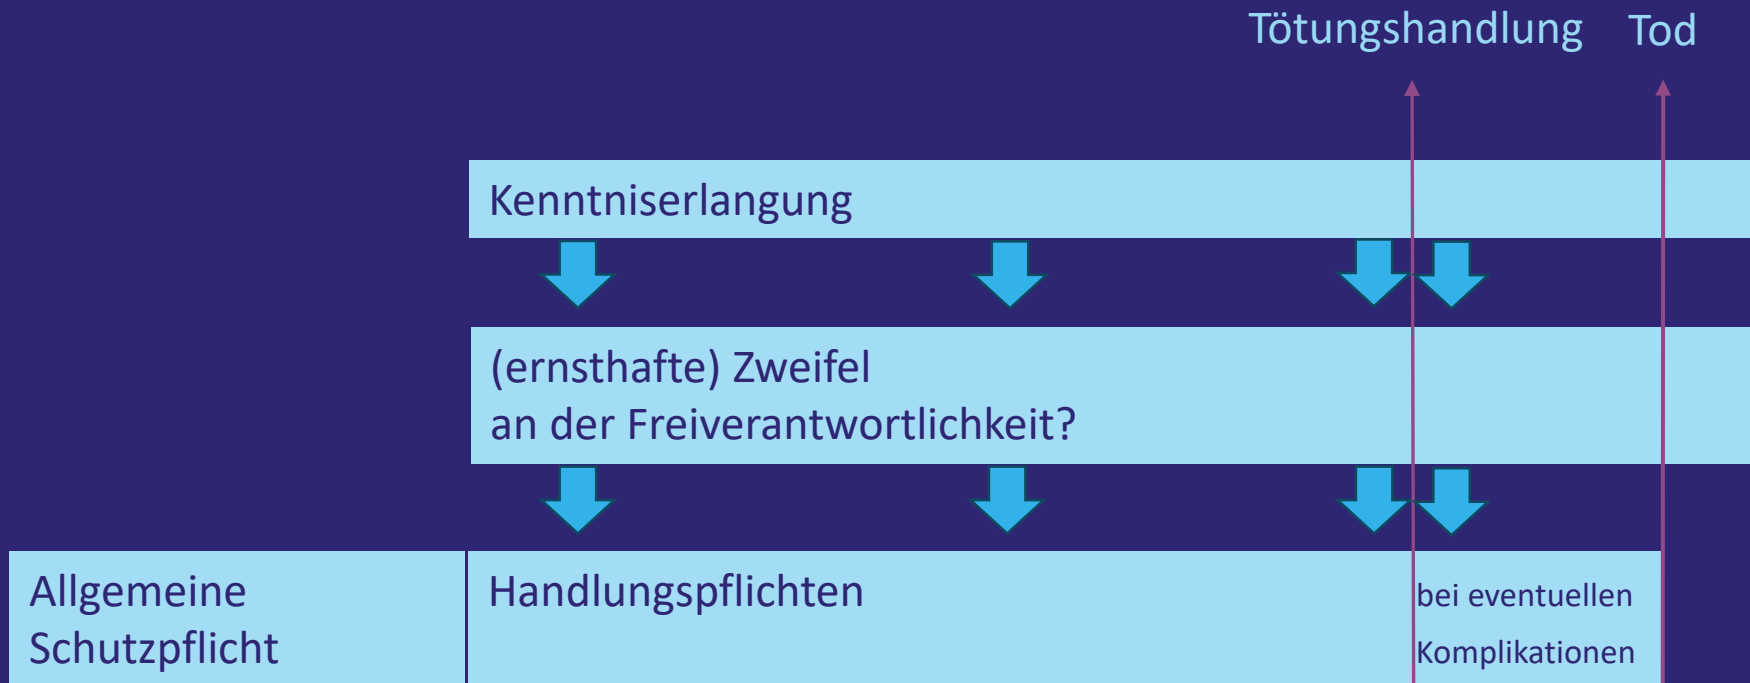 Tötungshandlung Tod
Kenntniserlangung
(ernsthafte) Zweifel
an der Freiverantwortlichkeit?
Allgemeine
Schutzpflicht
Handlungspflichten
bei eventuellen
Komplikationen